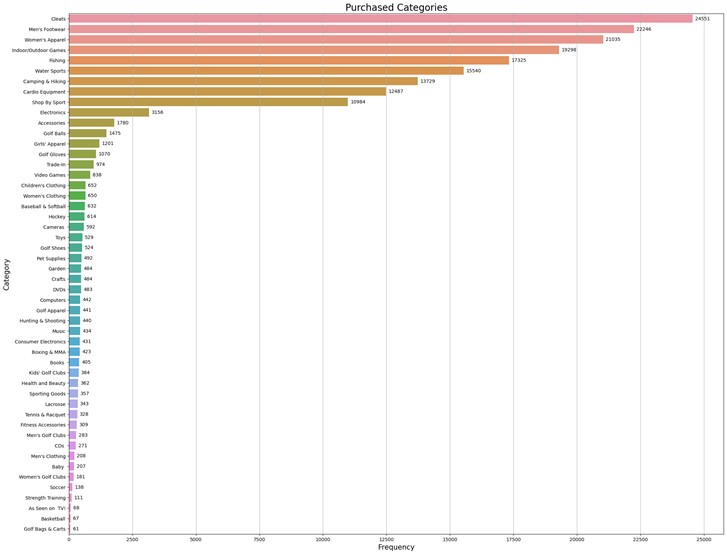 Purchased Categories
Cleats 24551
Men's Footwear 22246
Women's Apparel 21035
Indoor/Outdoor Games 19298
Fishing 17325
Water Sports 15540
Camping & Hiking 13729
Cardio Equipment 12487
Shop By Sport 10984
Electronics 3156
Accessories 1780
Golf Balls 1475
Girls' Apparel 1201
Golf Gloves 1070
Trade-In 974
Video Games 838
Children's Clothing 652
Women's Clothing 650
Baseball & Softball 632
Hockey 614
Cameras 592
Toys 529
Golf Shoes 524
Pet Supplies 492
Garden 484
Crafts 484
DVDs 483
Computers 442
Golf Apparel 441
Hunting & Shooting 440
Music 434
Consumer Electronics 431
Boxing & MMA 423
Books 405
Kids' Golf Clubs 384
Health and Beauty 362
Sporting Goods 357
Lacrosse 343
Tennis & Racquet 328
Fitness Accessories 309
Men's Golf Clubs 283
CDs 271
Men's Clothing 208
Baby 207
Women's Golf Clubs 181
Soccer 138
Strength Training 111
As Seen on TV! 68
Basketball 67
Golf Bags & Carts 61
Category
0 2500 5000 7500 10000 12500 15000 17500 20000 22500 25000
Frequency